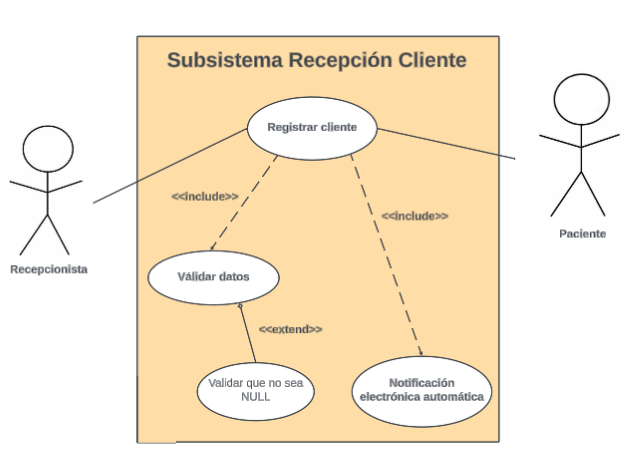 Subsistema Recepción Cliente
Registrar cliente
<<include>>
<<include>>
Paciente
Recepcionista
Válidar datos
<<extend>>
Validar que no sea
NULL
Notificación
electrónica automática